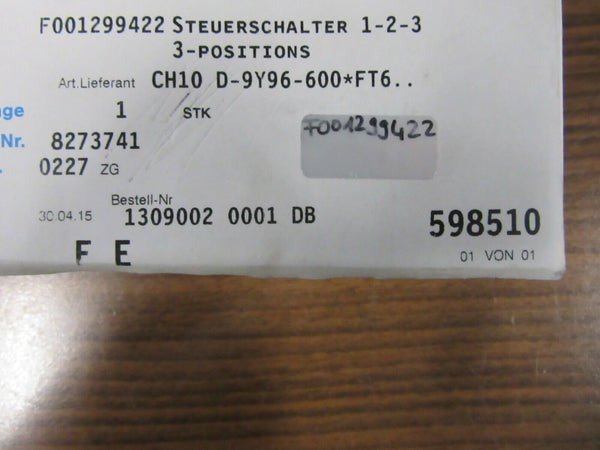 F001299422 STEUERSCHALTER 1-2-3
3-POSITIONS
Art.Lieferant CH10 D-9Y96-600*FT6..
nge 1 STK
F001299422
Nr. 8273741
0227 ZG
Bestell-Nr
30.04.15 1309002 0001 DB 598510
F E 01 VON 01